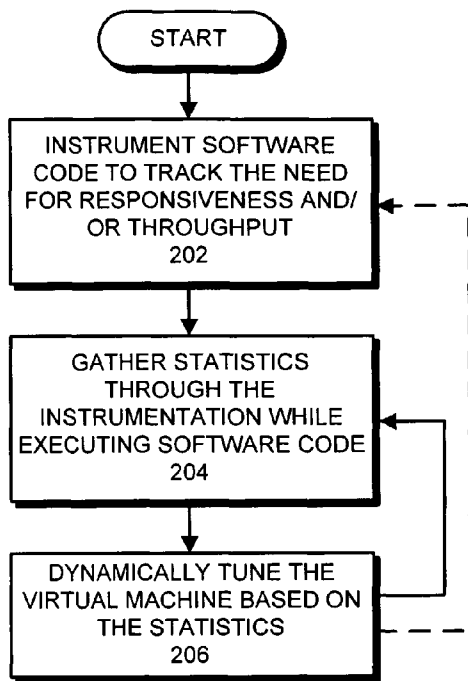 START
INSTRUMENT SOFTWARE
CODE TO TRACK THE NEED
FOR RESPONSIVENESS AND/
OR THROUGHPUT
202
GATHER STATISTICS
THROUGH THE
INSTRUMENTATION WHILE
EXECUTING SOFTWARE CODE
204
DYNAMICALLY TUNE THE
VIRTUAL MACHINE BASED ON
THE STATISTICS
206